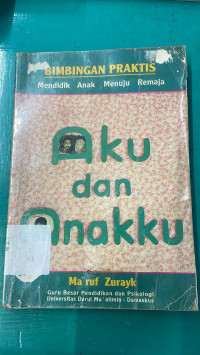 BIMBINGAN PRAKTIS
Mendidik Anak Menuju Remaja
Aku
dan
Anakku
Ma'ruf Zurayk
Guru Besar Pendidikan dan Psikologi
Universitas Darul Mu'allimin - Damaskus